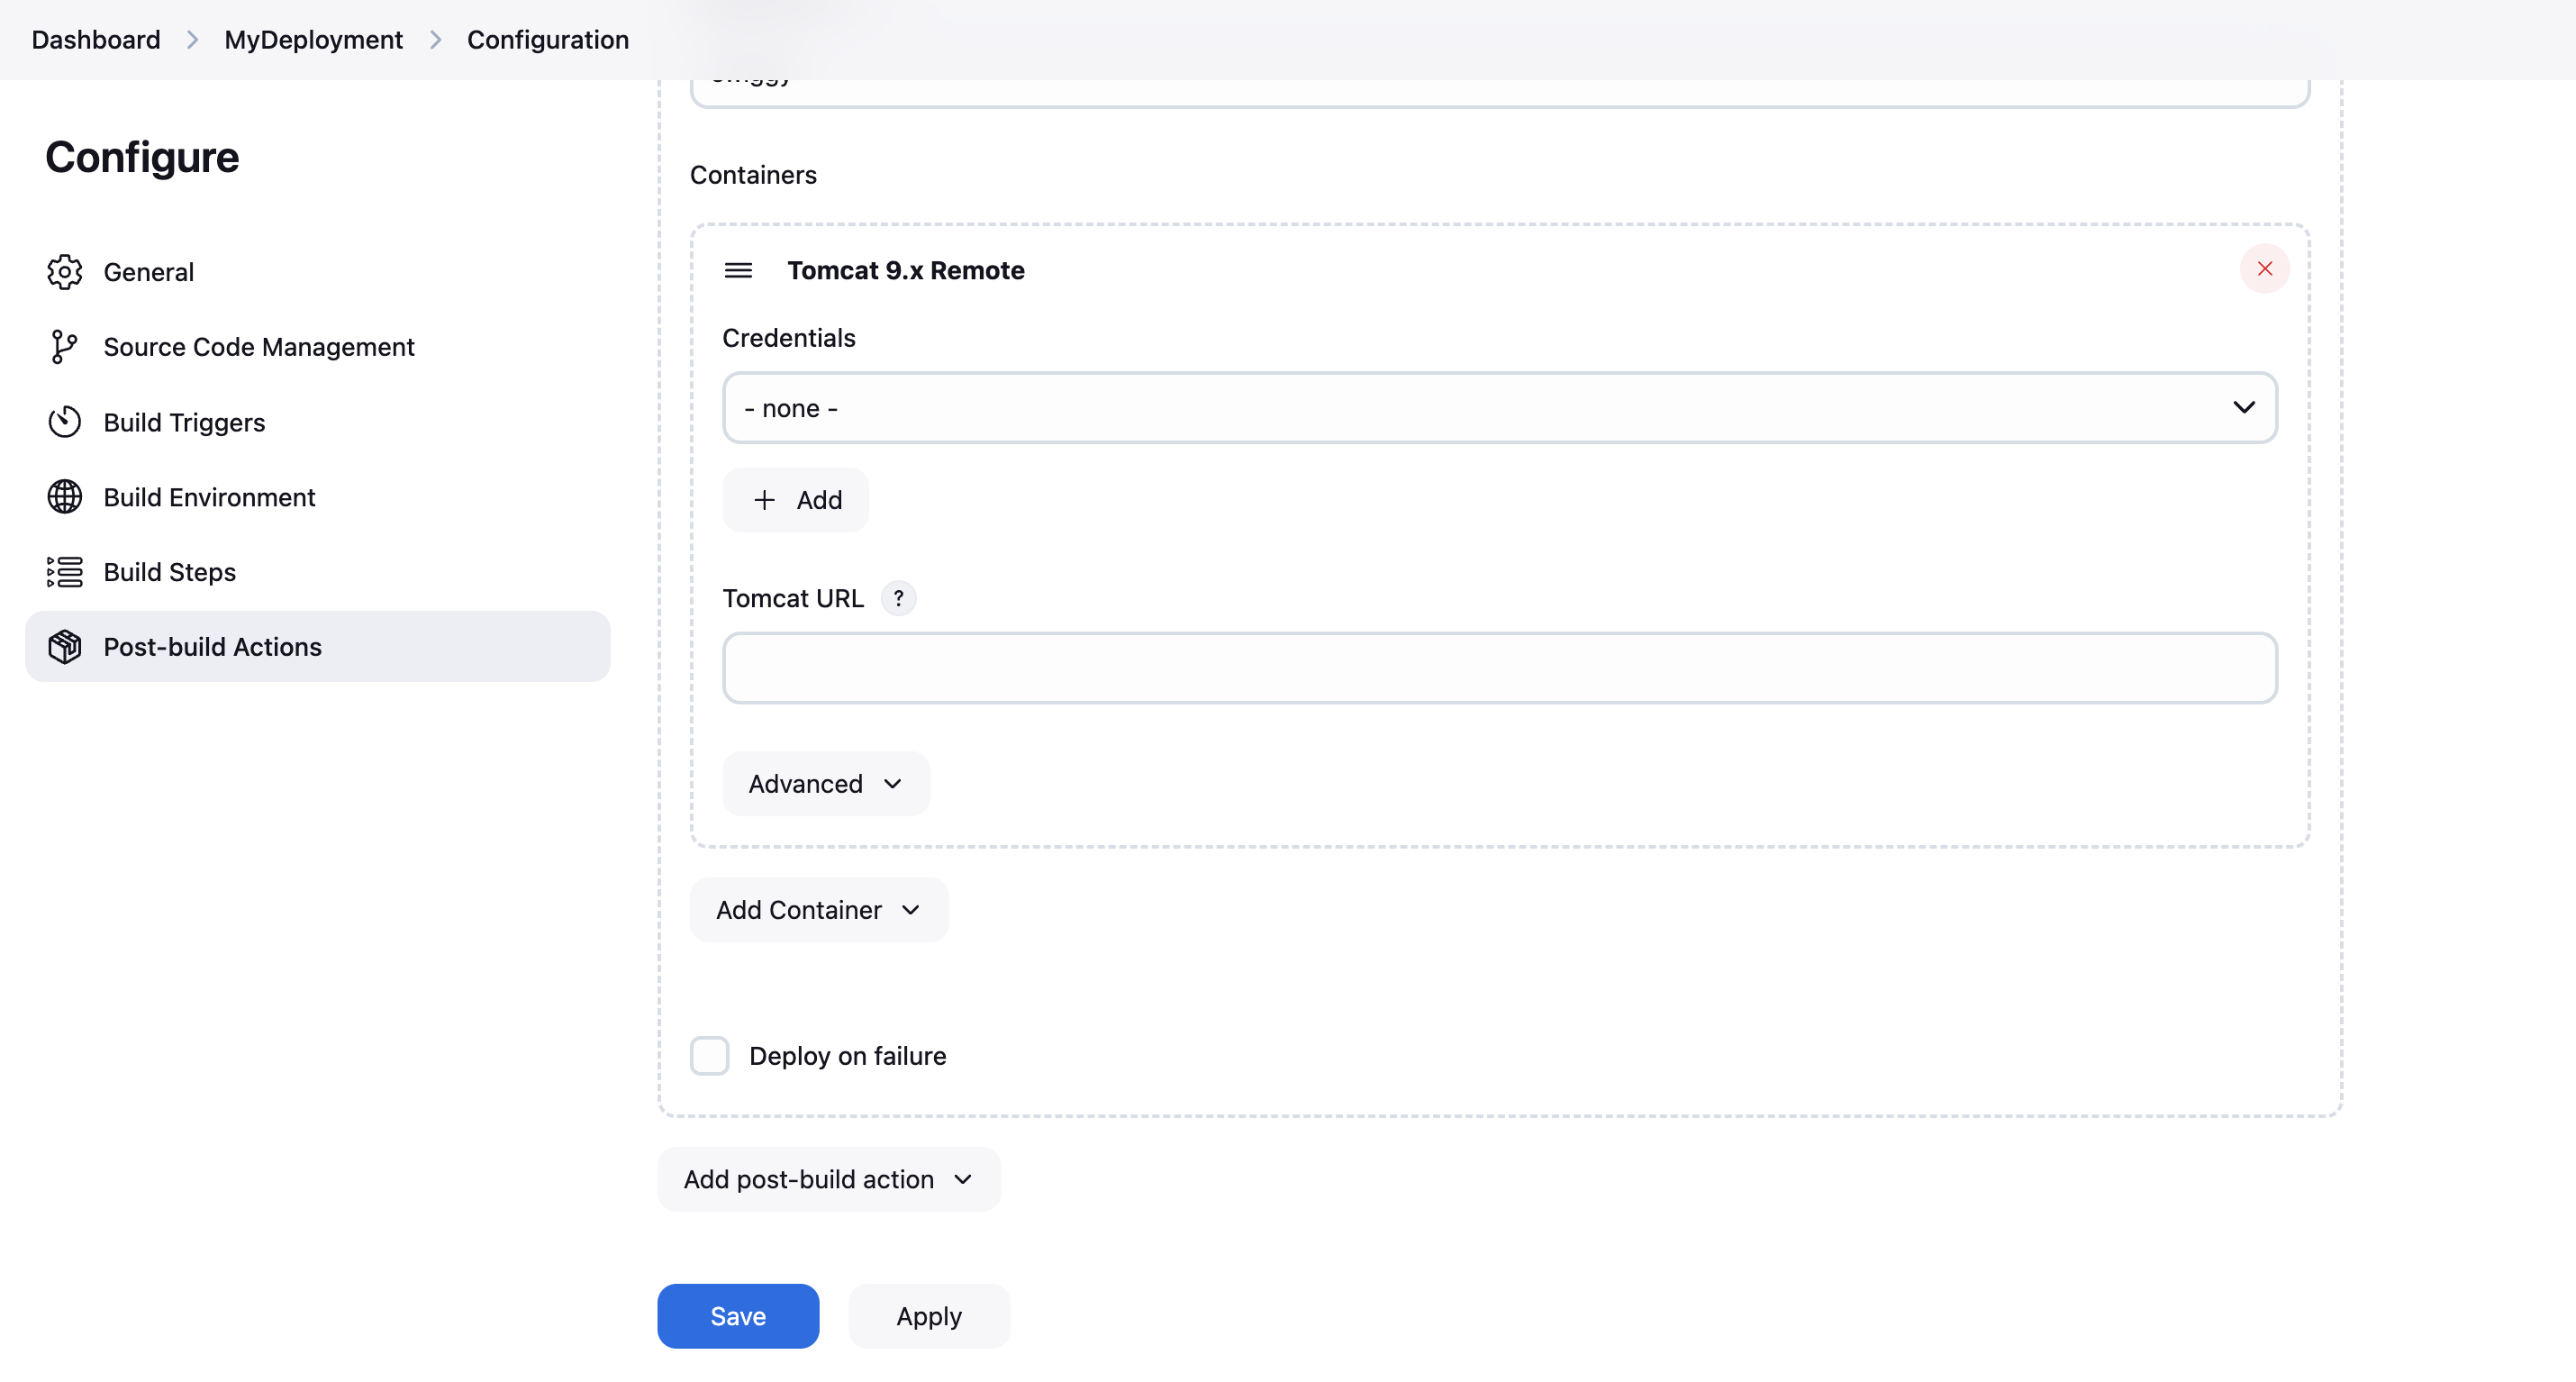 Dashboard > MyDeployment > Configuration
Configure
General
Source Code Management
Build Triggers
Build Environment
Build Steps
Post-build Actions
Containers
Tomcat 9.x Remote
Credentials
- none -
+ Add
Tomcat URL ?
Advanced
Add Container
Deploy on failure
Add post-build action
Save
Apply